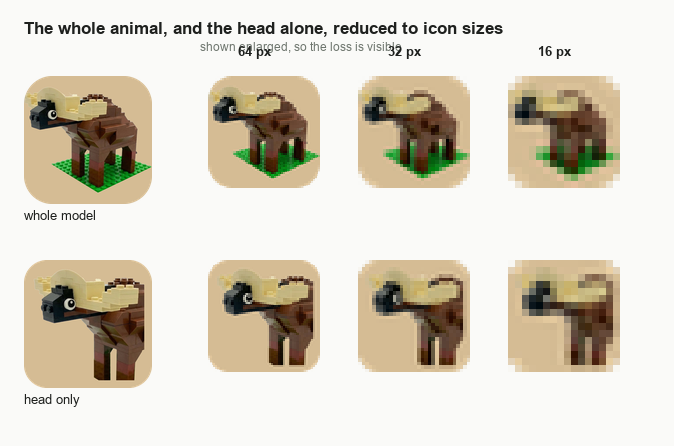 The whole animal, and the head alone, reduced to icon sizes
shown enlarged, so the loss is visible
64 px
32 px
16 px
whole model
head only